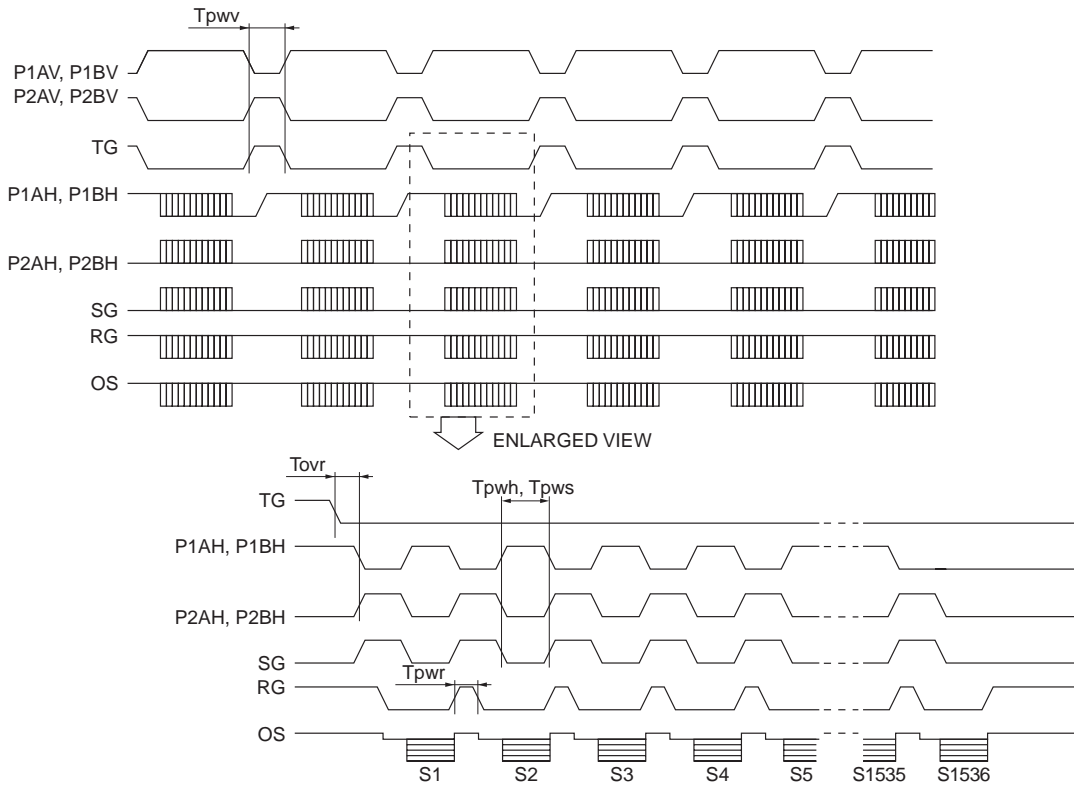 Tpwv
P1AV, P1BV
P2AV, P2BV
TG
P1AH, P1BH
P2AH, P2BH
SG
RG
OS
ENLARGED VIEW
Tovr
Tpwh, Tpws
TG
P1AH, P1BH
P2AH, P2BH
SG
Tpwr
RG
OS
S1 S2 S3 S4 S5 S1535 S1536